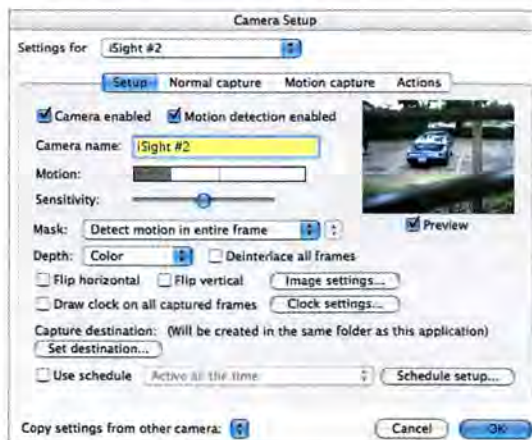 Camera Setup
Settings for iSight #2
Setup Normal capture Motion capture Actions
Camera enabled Motion detection enabled
Camera name: iSight #2
Motion:
Sensitivity:
Preview
Mask: Detect motion in entire frame
Depth: Color Deinterlace all frames
Flip horizontal Flip vertical Image settings...
Draw clock on all captured frames Clock settings...
Capture destination: (Will be created in the same folder as this application)
Set destination...
Use schedule Active all the time Schedule setup...
Copy settings from other camera: Cancel OK